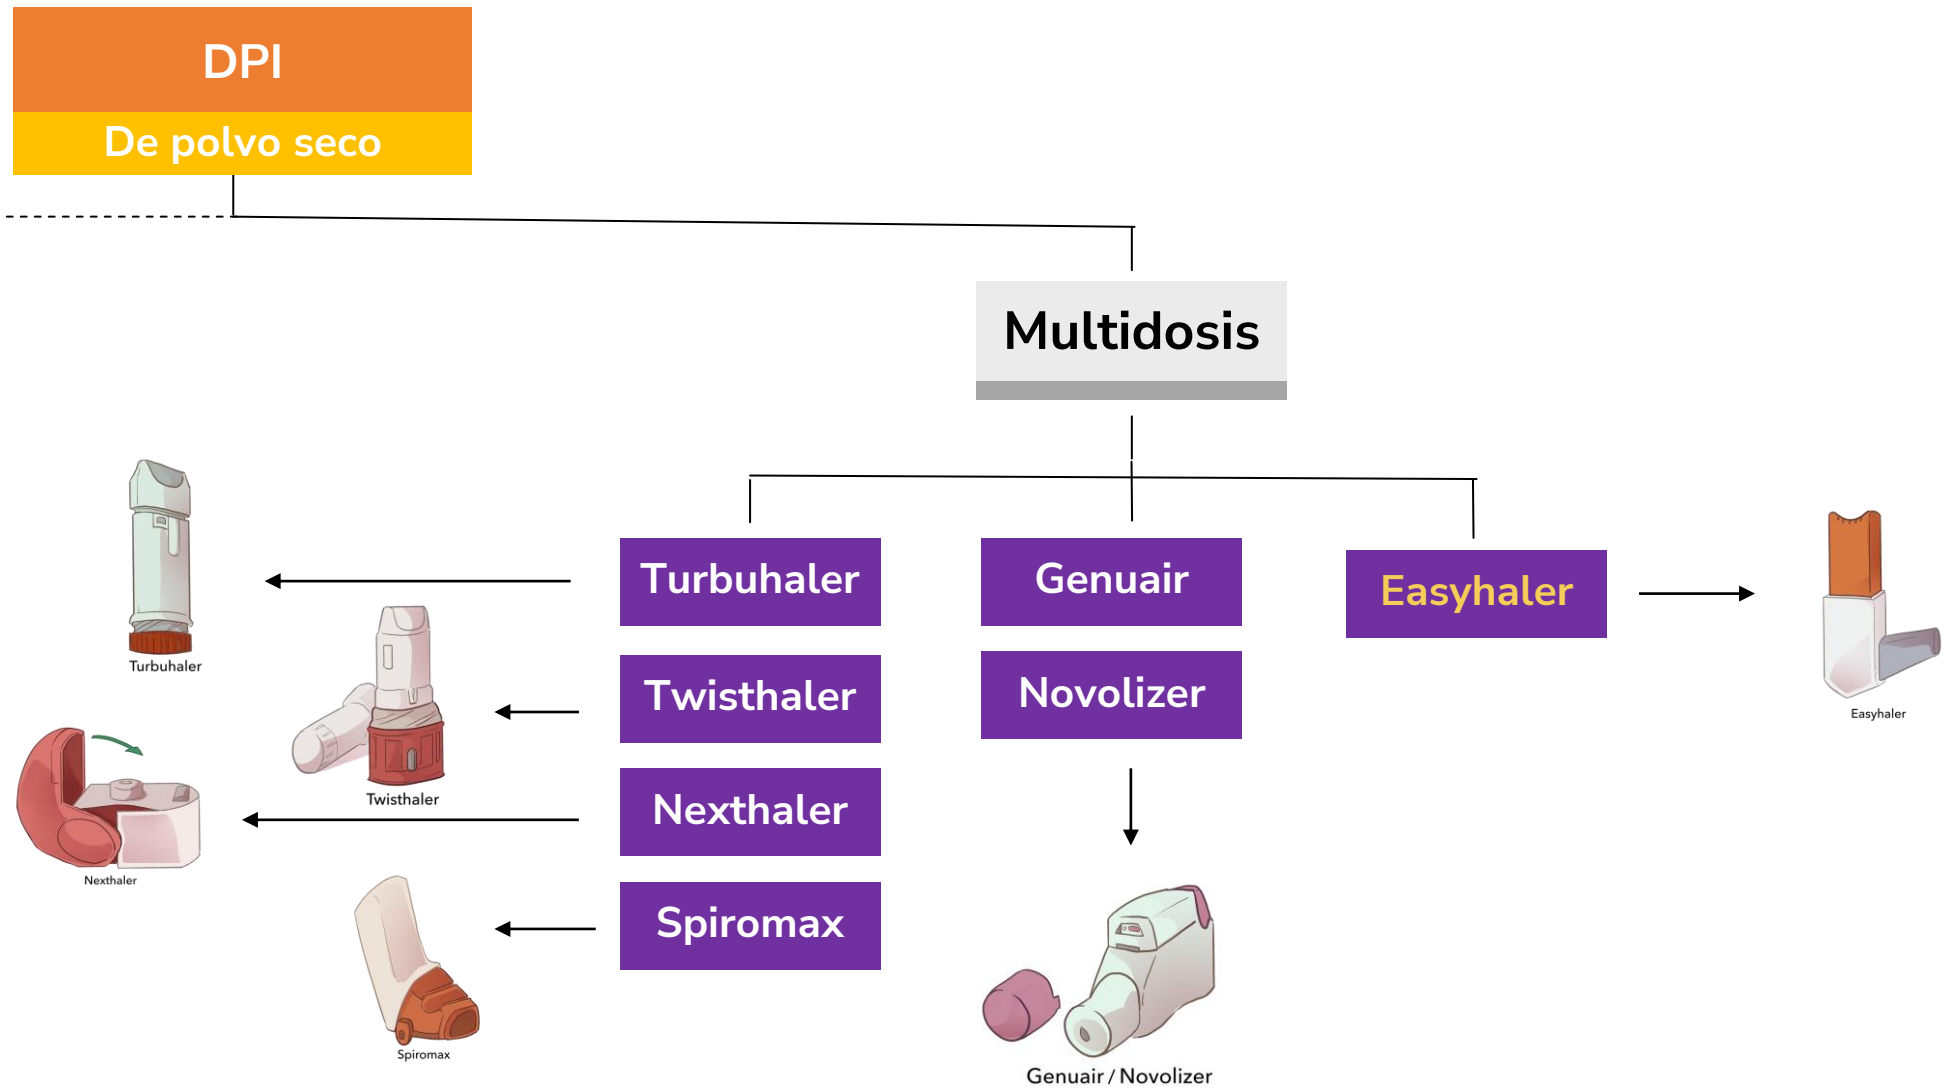 DPI
De polvo seco
Multidosis
Turbuhaler
Genuair
Easyhaler
Twisthaler
Novolizer
Nexthaler
Spiromax
Turbuhaler
Twisthaler
Nexthaler
Spiromax
Genuair / Novolizer
Easyhaler